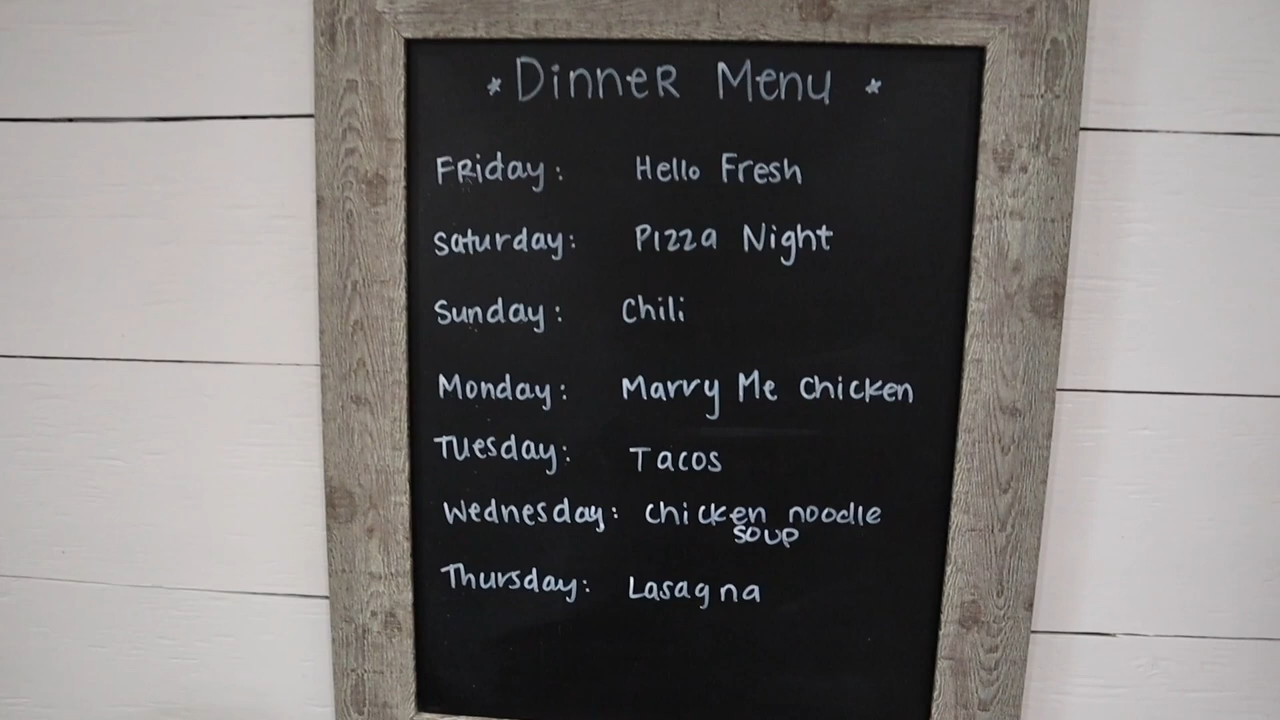 * Dinner Menu *
Friday: Hello Fresh
Saturday: Pizza Night
Sunday: Chili
Monday: Marry Me Chicken
Tuesday: Tacos
Wednesday: Chicken noodle
soup
Thursday: Lasagna